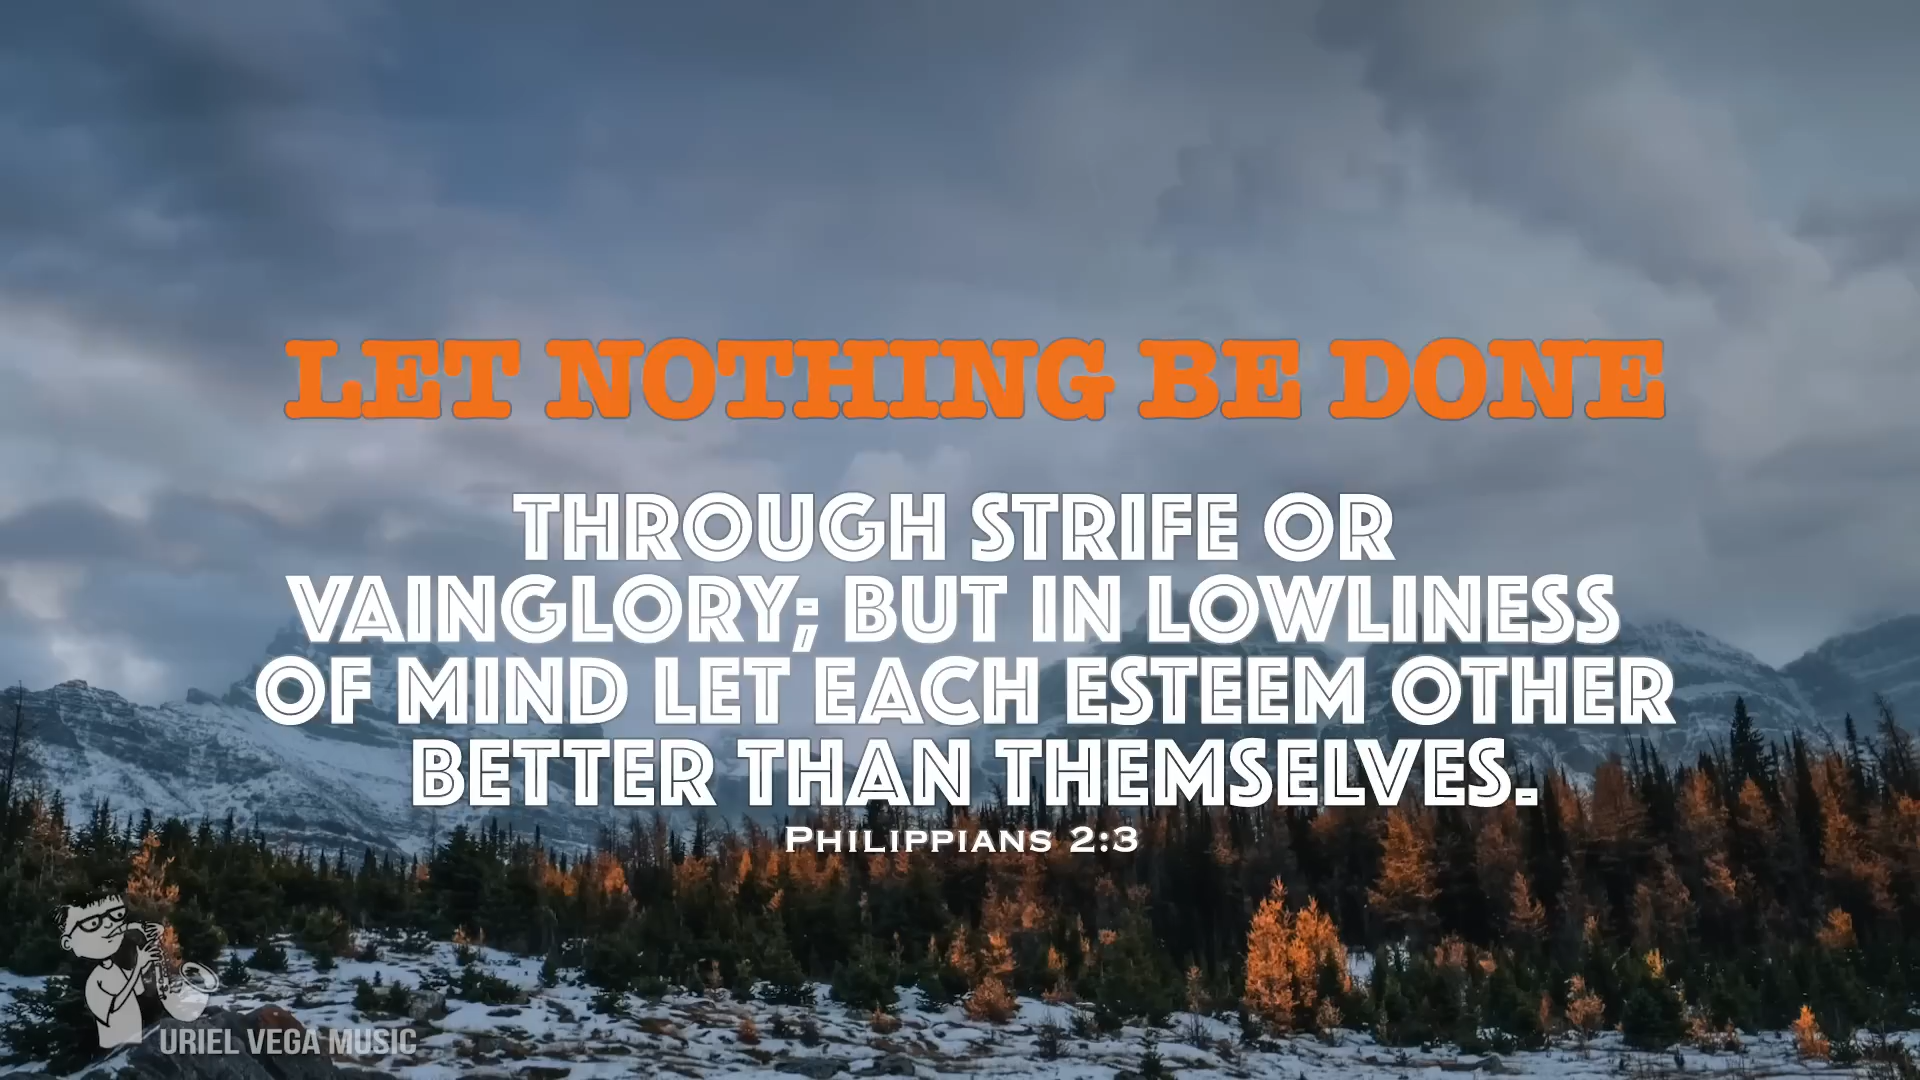 LET NOTHING BE DONE
THROUGH STRIFE OR
VAINGLORY; BUT IN LOWLINESS
OF MIND LET EACH ESTEEM OTHER
BETTER THAN THEMSELVES.
PHILIPPIANS 2:3
URIEL VEGA MUSIC